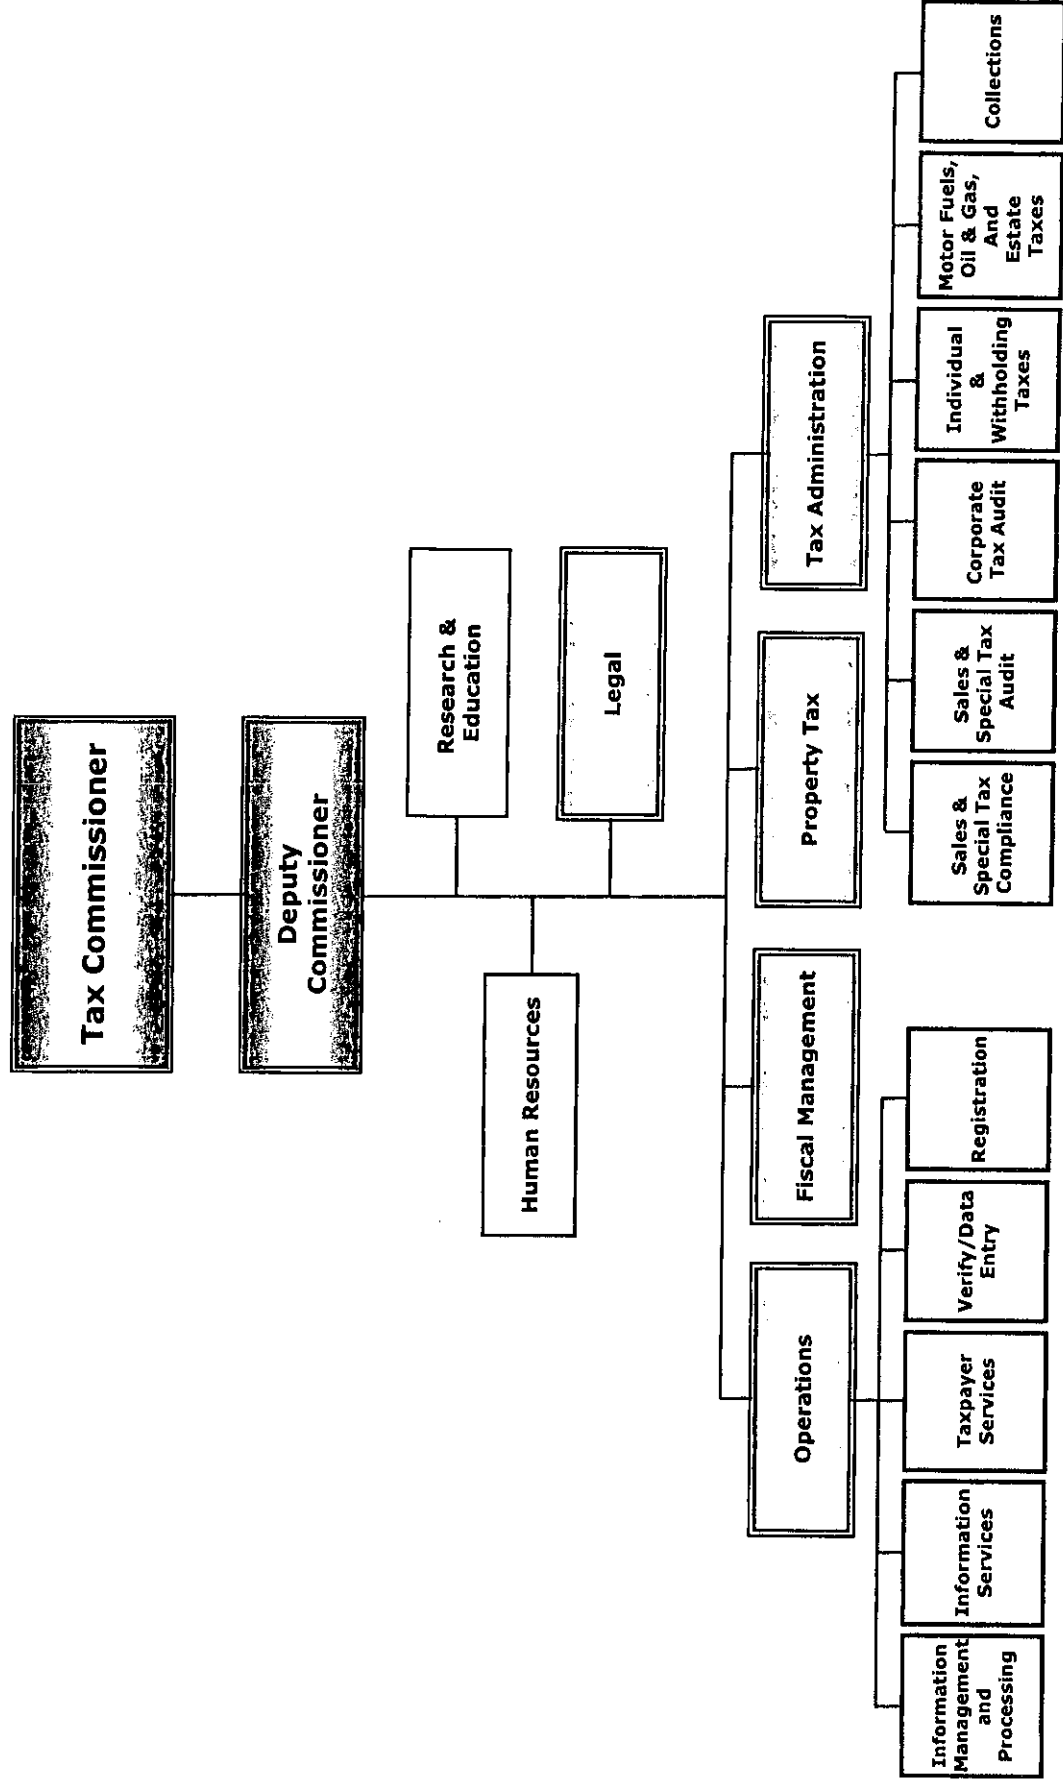 Tax Commissioner
Deputy
Commissioner
Research &
Education
Human Resources
Legal
Operations
Fiscal Management
Property Tax
Tax Administration
Information
Management
and
Processing
Information
Services
Taxpayer
Services
Verify/Data
Entry
Registration
Sales &
Special Tax
Compliance
Sales &
Special Tax
Audit
Corporate
Tax Audit
Individual
&
Withholding
Taxes
Motor Fuels,
Oil & Gas,
And
Estate
Taxes
Collections